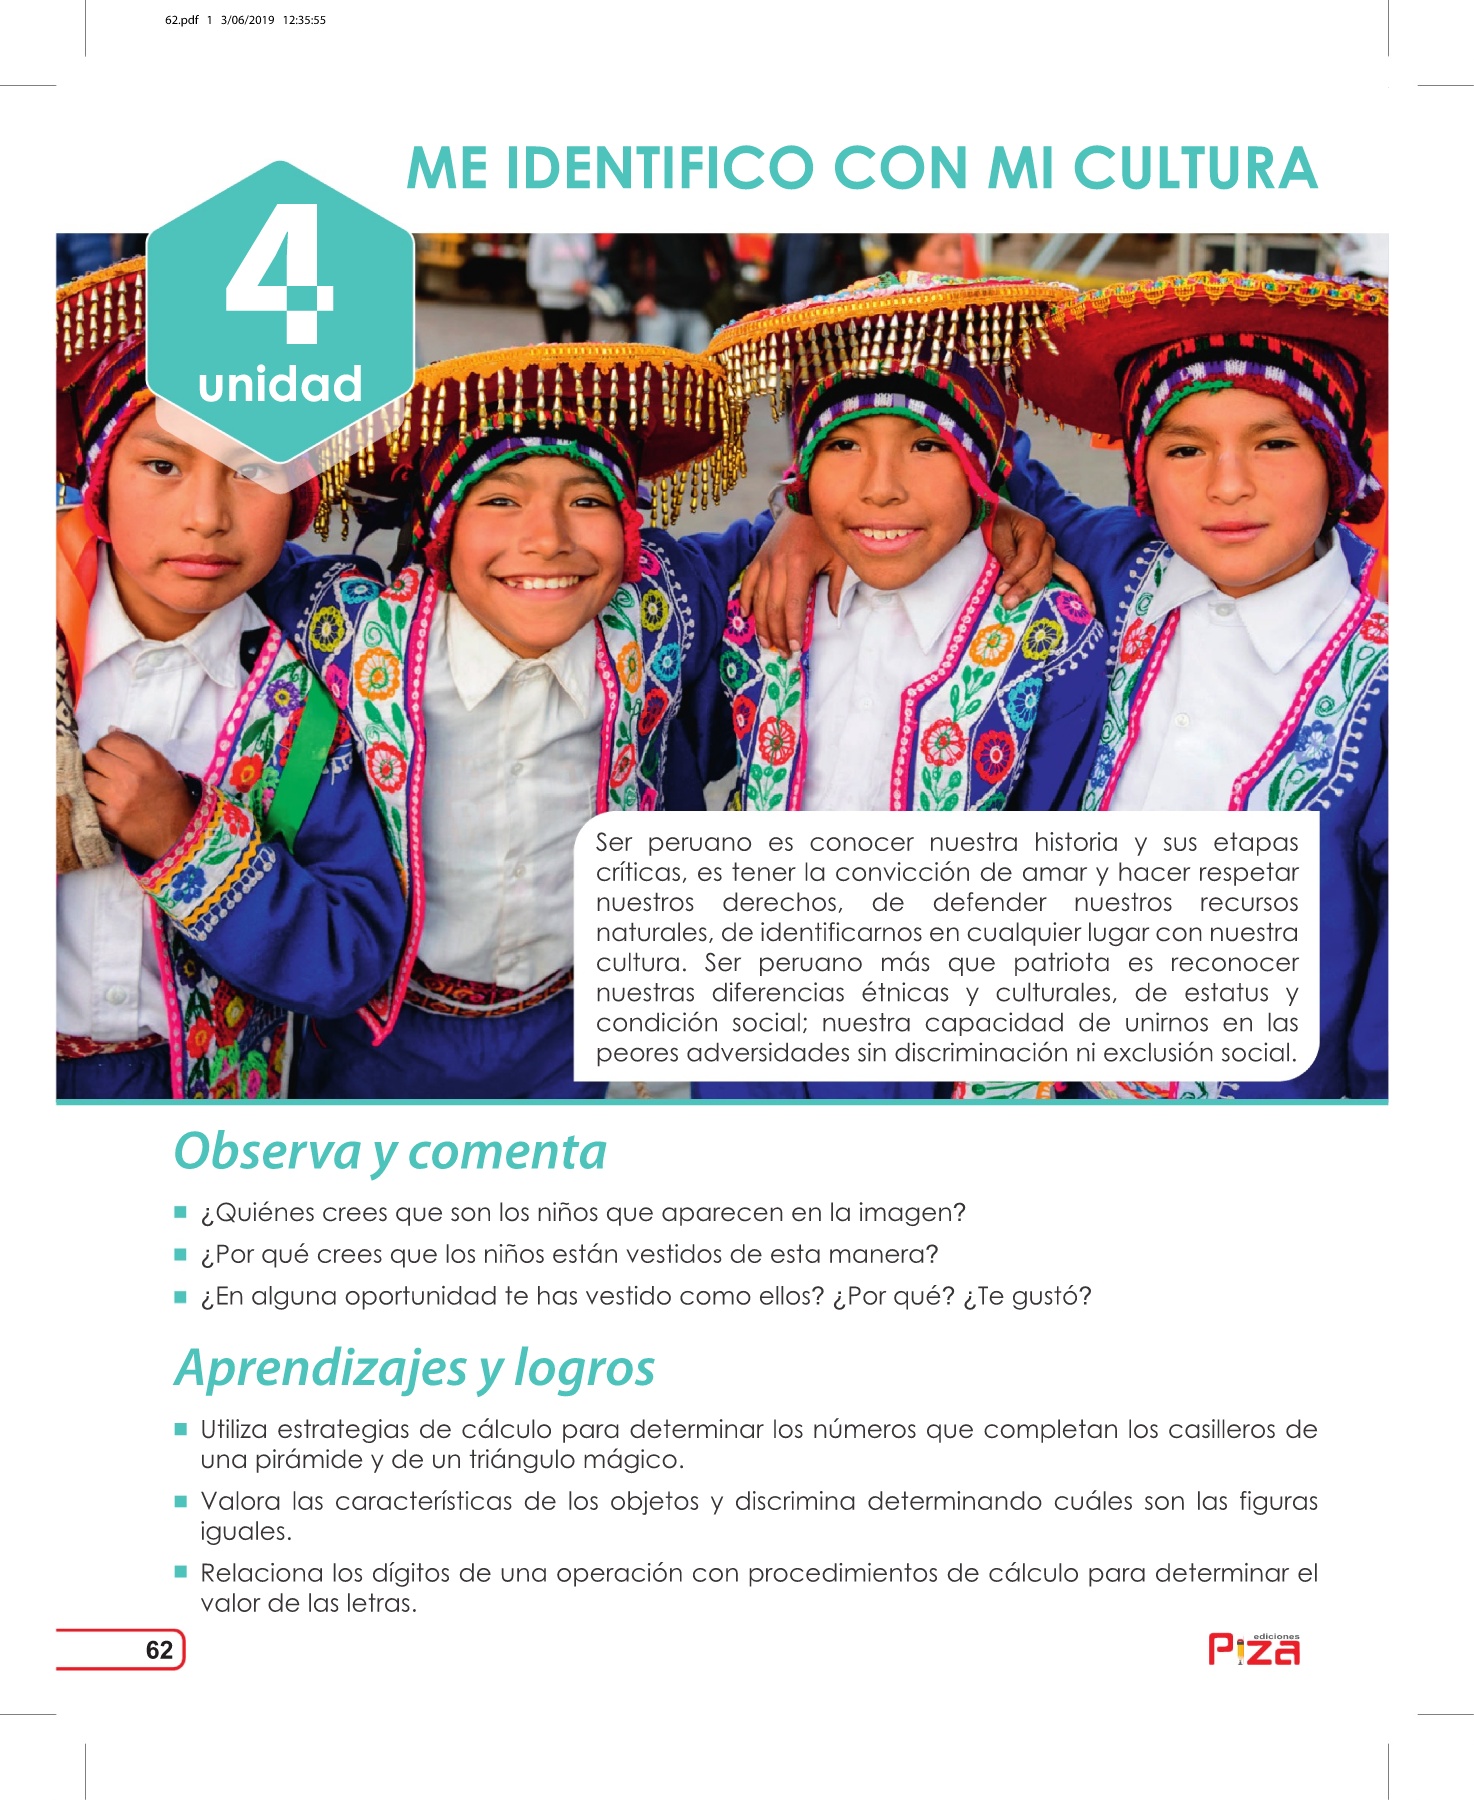 62.pdf 1 3/06/2019 12:35:55
ME IDENTIFICO CON MI CULTURA
4
unidad
Ser peruano es conocer nuestra historia y sus etapas
críticas, es tener la convicción de amar y hacer respetar
nuestros derechos, de defender nuestros recursos
naturales, de identificarnos en cualquier lugar con nuestra
cultura. Ser peruano más que patriota es reconocer
nuestras diferencias étnicas y culturales, de estatus y
condición social; nuestra capacidad de unirnos en las
peores adversidades sin discriminación ni exclusión social.
Observa y comenta
¿Quiénes crees que son los niños que aparecen en la imagen?
¿Por qué crees que los niños están vestidos de esta manera?
¿En alguna oportunidad te has vestido como ellos? ¿Por qué? ¿Te gustó?
Aprendizajes y logros
Utiliza estrategias de cálculo para determinar los números que completan los casilleros de
una pirámide y de un triángulo mágico.
Valora las características de los objetos y discrimina determinando cuáles son las figuras
iguales.
Relaciona los dígitos de una operación con procedimientos de cálculo para determinar el
valor de las letras.
62
ediciones
Piza